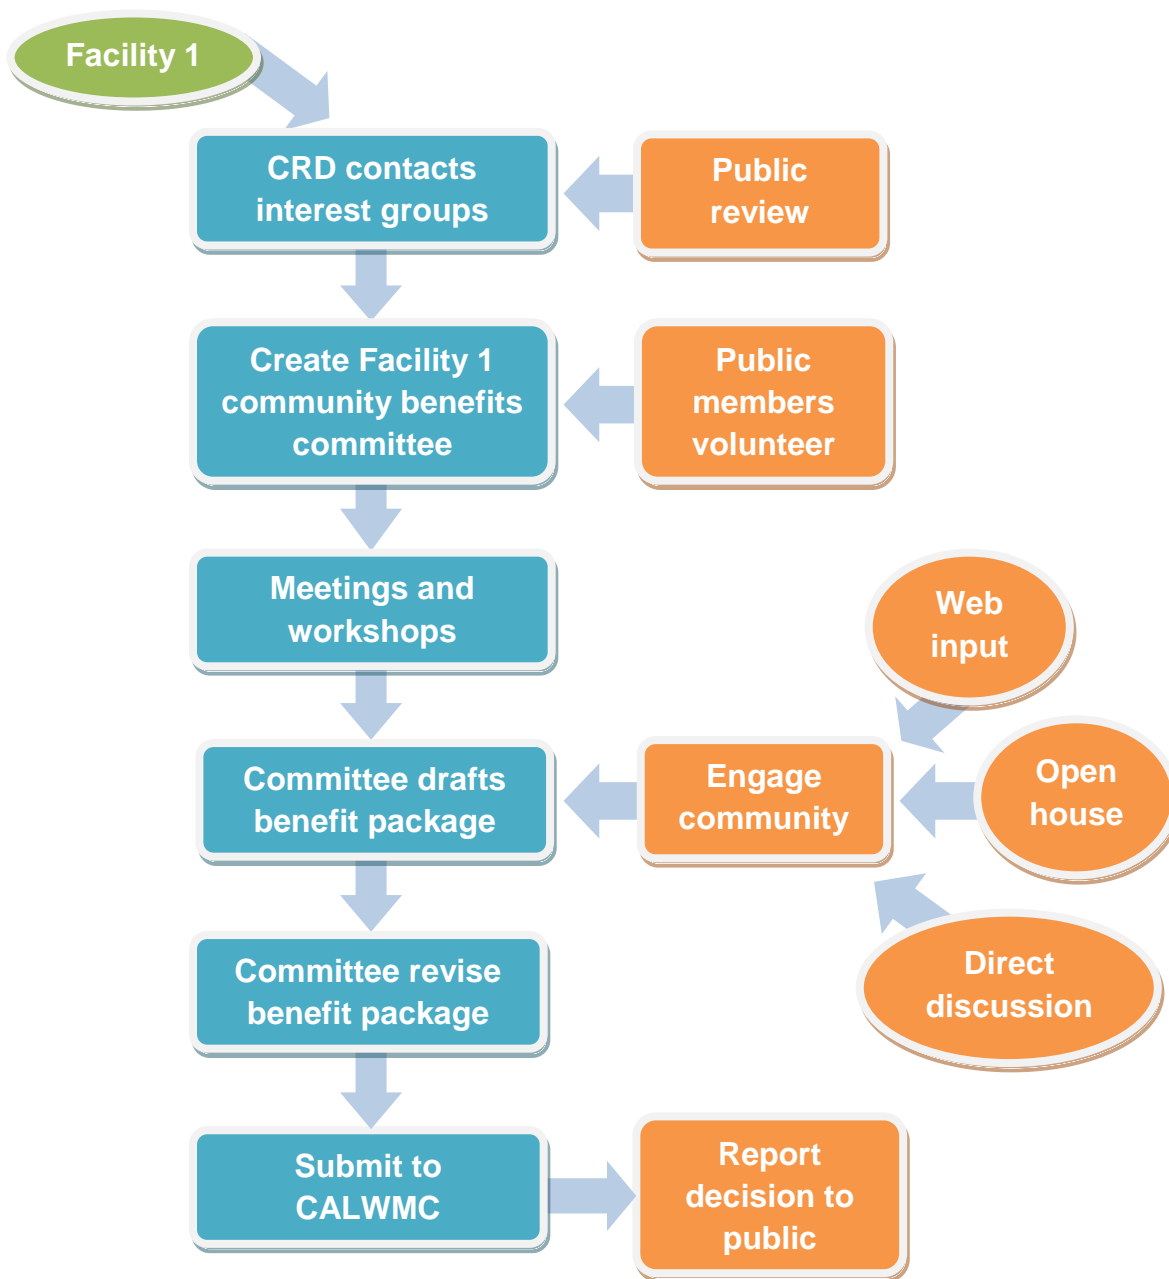 Facility 1
CRD contacts
interest groups
Public
review
Create Facility 1
community benefits
committee
Public
members
volunteer
Meetings and
workshops
Web
input
Committee drafts
benefit package
Engage
community
Open
house
Committee revise
benefit package
Direct
discussion
Submit to
CALWMC
Report
decision to
public